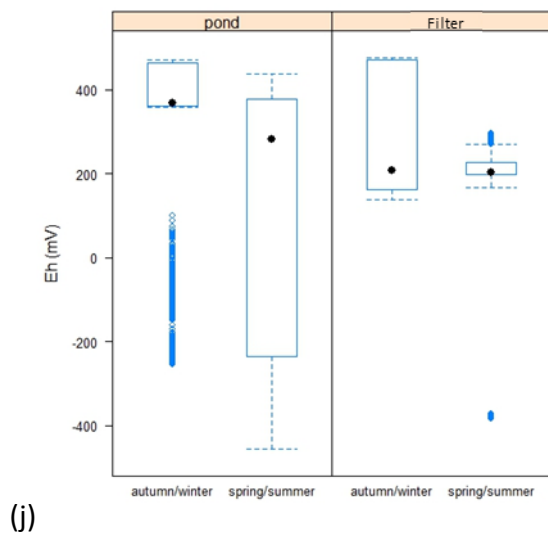 pond Filter
400
200
0
-200
-400
Eh (mV)
autumn/winter spring/summer autumn/winter spring/summer
(j)